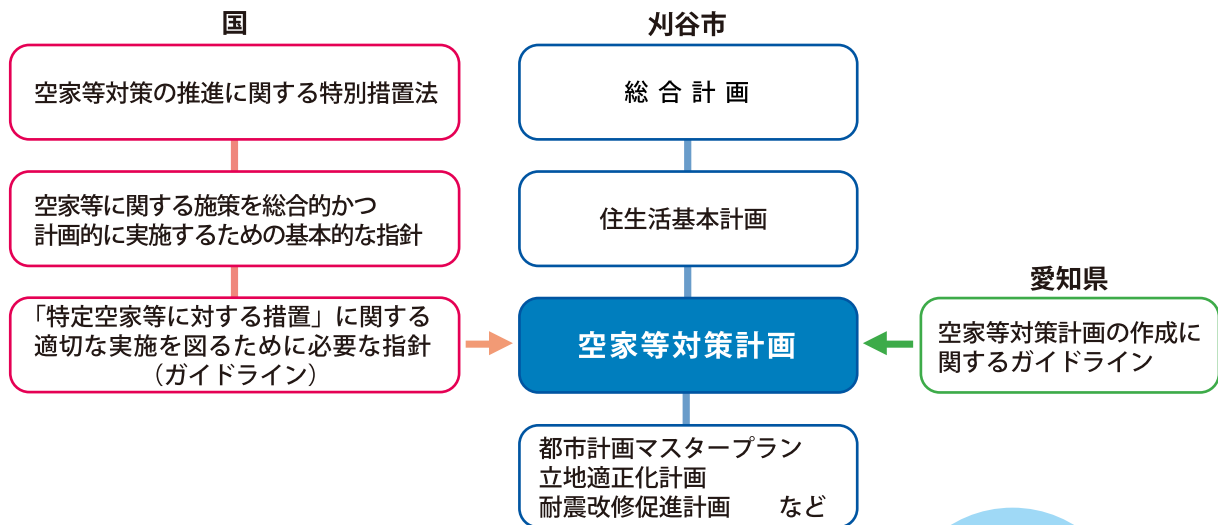 国
空家等対策の推進に関する特別措置法
空家等に関する施策を総合的かつ
計画的に実施するための基本的な指針
「特定空家等に対する措置」に関する
適切な実施を図るために必要な指針
（ガイドライン）
刈谷市
総合計画
住生活基本計画
空家等対策計画
都市計画マスタープラン
立地適正化計画
耐震改修促進計画　など
愛知県
空家等対策計画の作成に
関するガイドライン